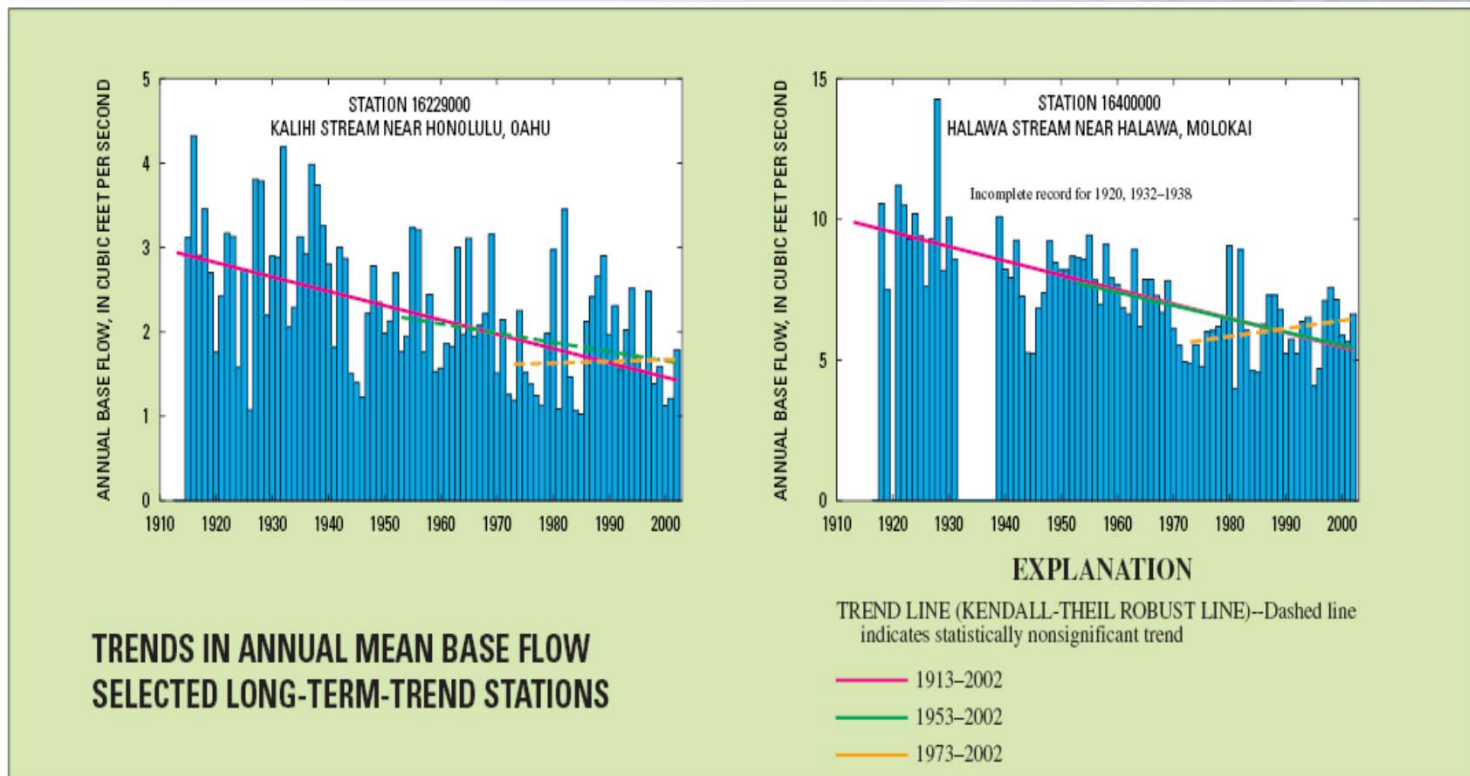 STATION 16229000
KALIHI STREAM NEAR HONOLULU, OAHU
ANNUAL BASE FLOW, IN CUBIC FEET PER SECOND
5
4
3
2
1
0
1910 1920 1930 1940 1950 1960 1970 1980 1990 2000
STATION 16400000
HALAWA STREAM NEAR HALAWA, MOLOKAI
Incomplete record for 1920, 1932–1938
ANNUAL BASE FLOW, IN CUBIC FEET PER SECOND
15
10
5
0
1910 1920 1930 1940 1950 1960 1970 1980 1990 2000
TRENDS IN ANNUAL MEAN BASE FLOW
SELECTED LONG-TERM-TREND STATIONS
EXPLANATION
TREND LINE (KENDALL-THEIL ROBUST LINE)--Dashed line
indicates statistically nonsignificant trend
1913–2002
1953–2002
1973–2002